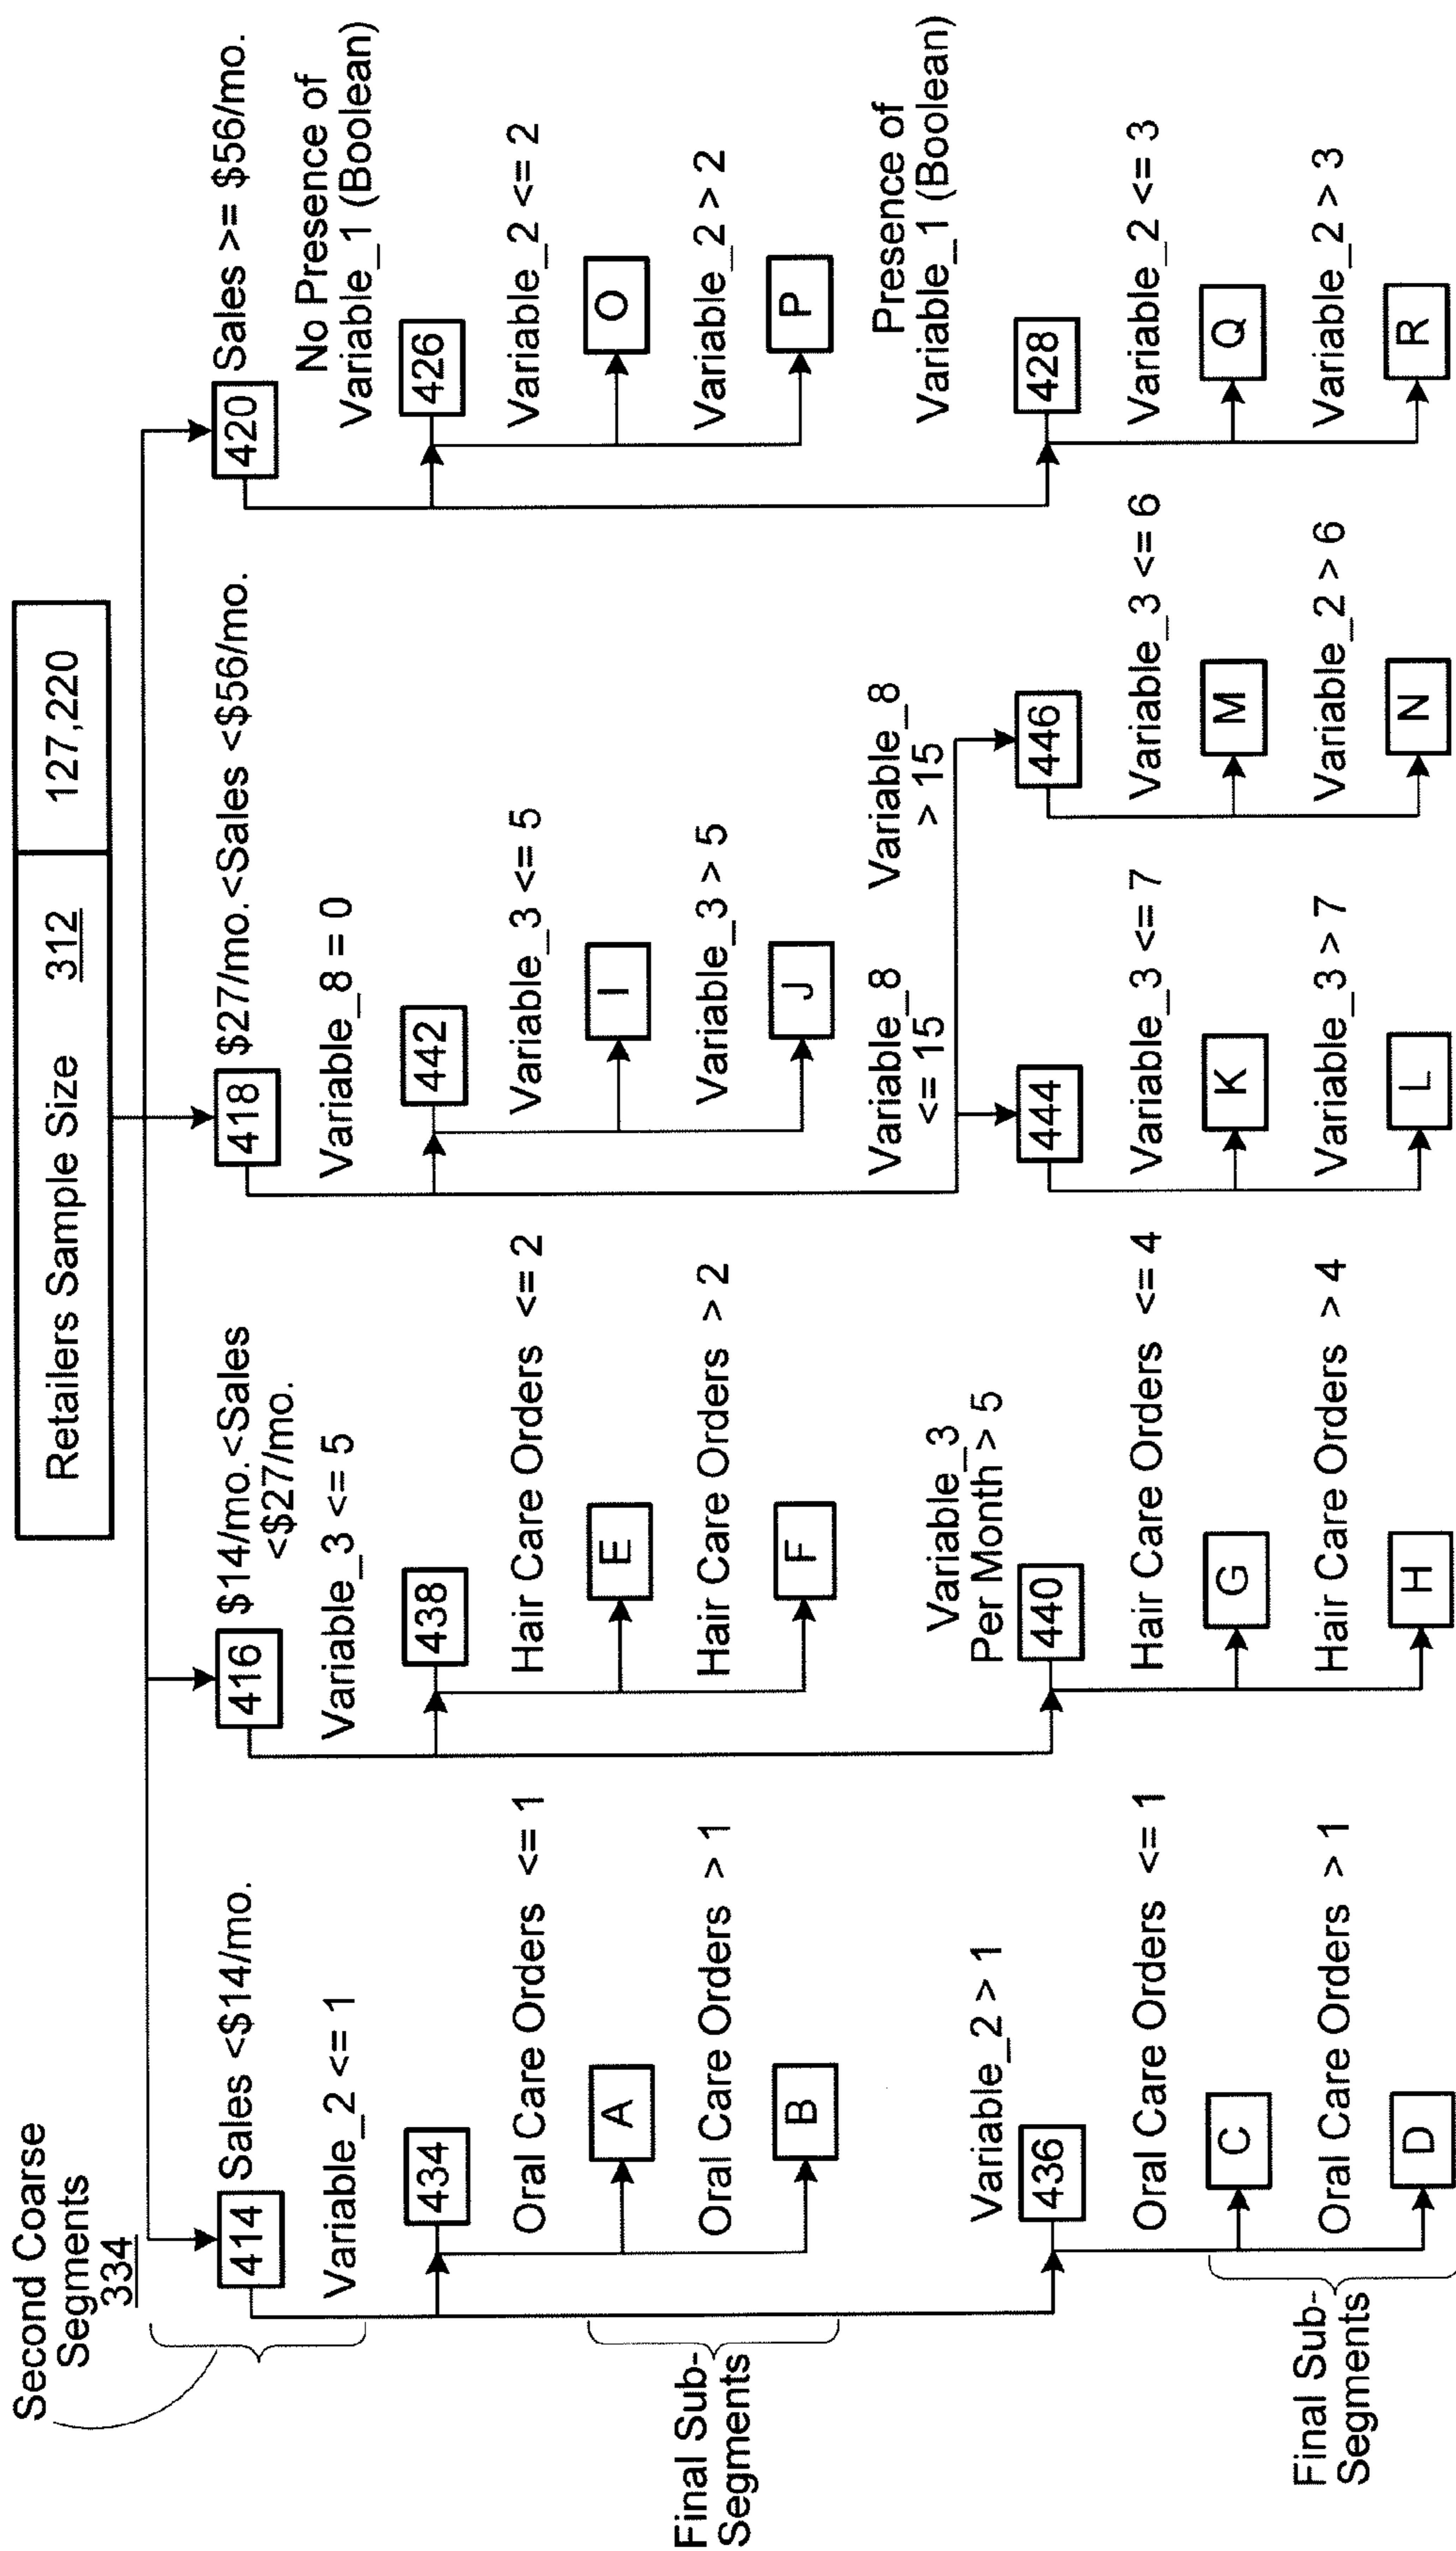 Retailers Sample Size 312 127,220
Second Coarse
Segments
334
414 Sales <$14/mo.
Variable_2 <= 1
434
Oral Care Orders <= 1
A
Oral Care Orders > 1
B
Variable_2 > 1
436
Oral Care Orders <= 1
C
Oral Care Orders > 1
D
Final Sub-
Segments
Final Sub-
Segments
416 $14/mo.<Sales
<$27/mo.
Variable_3 <= 5
438
Hair Care Orders <= 2
E
Hair Care Orders > 2
F
Variable_3
Per Month > 5
440
Hair Care Orders <= 4
G
Hair Care Orders > 4
H
418 $27/mo.<Sales <$56/mo.
Variable_8 = 0
442
Variable_3 <= 5
I
Variable_3 > 5
J
Variable_8
<= 15
444
Variable_3 <= 7
K
Variable_3 > 7
L
Variable_8
> 15
446
Variable_3 <= 6
M
Variable_2 > 6
N
420 Sales >= $56/mo.
No Presence of
Variable_1 (Boolean)
426
Variable_2 <= 2
O
Variable_2 > 2
P
Presence of
Variable_1 (Boolean)
428
Variable_2 <= 3
Q
Variable_2 > 3
R